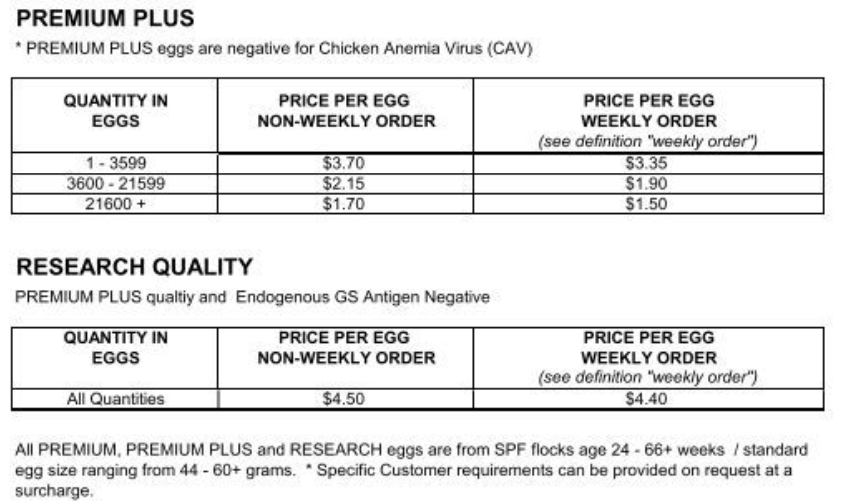 PREMIUM PLUS
* PREMIUM PLUS eggs are negative for Chicken Anemia Virus (CAV)
QUANTITY IN EGGS PRICE PER EGG NON-WEEKLY ORDER PRICE PER EGG WEEKLY ORDER (see definition "weekly order")
1 - 3599 $3.70 $3.35
3600 - 21599 $2.15 $1.90
21600 + $1.70 $1.50
RESEARCH QUALITY
PREMIUM PLUS qualtiy and Endogenous GS Antigen Negative
QUANTITY IN EGGS PRICE PER EGG NON-WEEKLY ORDER PRICE PER EGG WEEKLY ORDER (see definition "weekly order")
All Quantities $4.50 $4.40
All PREMIUM, PREMIUM PLUS and RESEARCH eggs are from SPF flocks age 24 - 66+ weeks / standard
egg size ranging from 44 - 60+ grams. * Specific Customer requirements can be provided on request at a
surcharge.